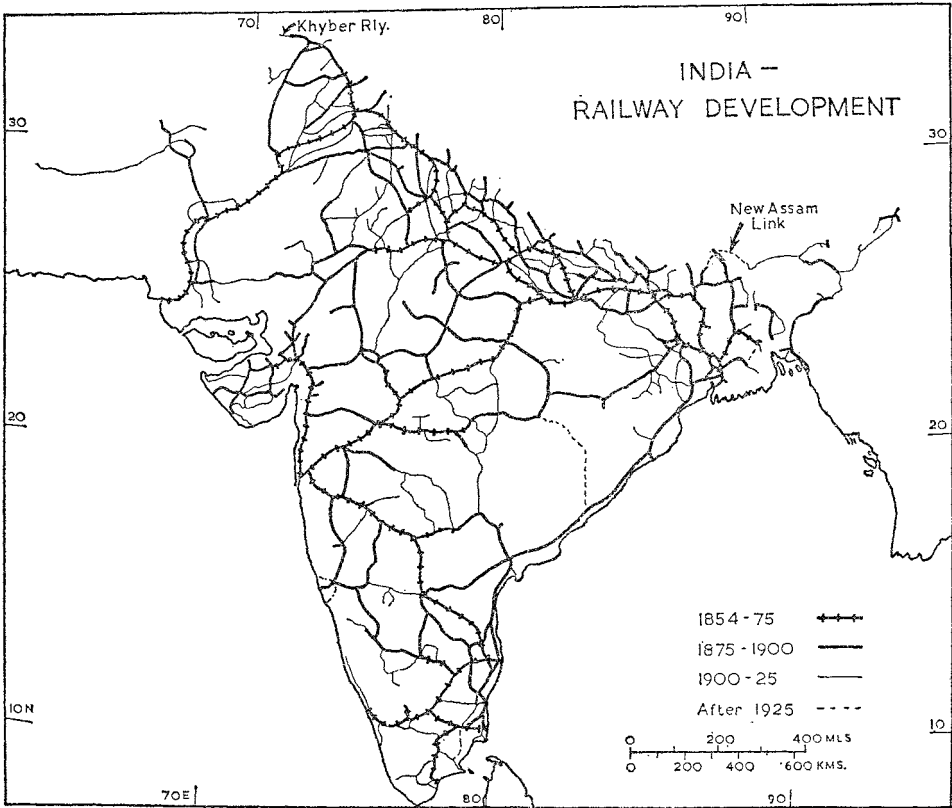 70
80
90
Khyber Rly.
INDIA –
RAILWAY DEVELOPMENT
30
30
New Assam
Link
20
20
1854-75
1875-1900
1900-25
After 1925
10N
10
0 200 400 MLS
0 200 400 600 KMS.
70E
80
90